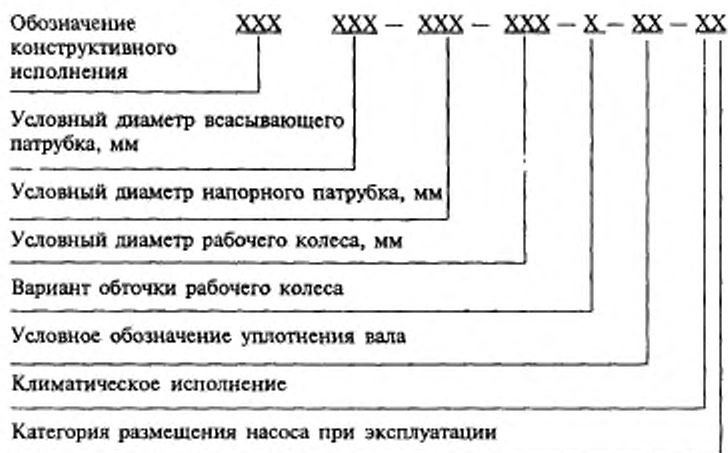 Обозначение XXX XXX – XXX – XXX – X – XX – XX
конструктивного
исполнения
Условный диаметр всасывающего
патрубка, мм
Условный диаметр напорного патрубка, мм
Условный диаметр рабочего колеса, мм
Вариант обточки рабочего колеса
Условное обозначение уплотнения вала
Климатическое исполнение
Категория размещения насоса при эксплуатации